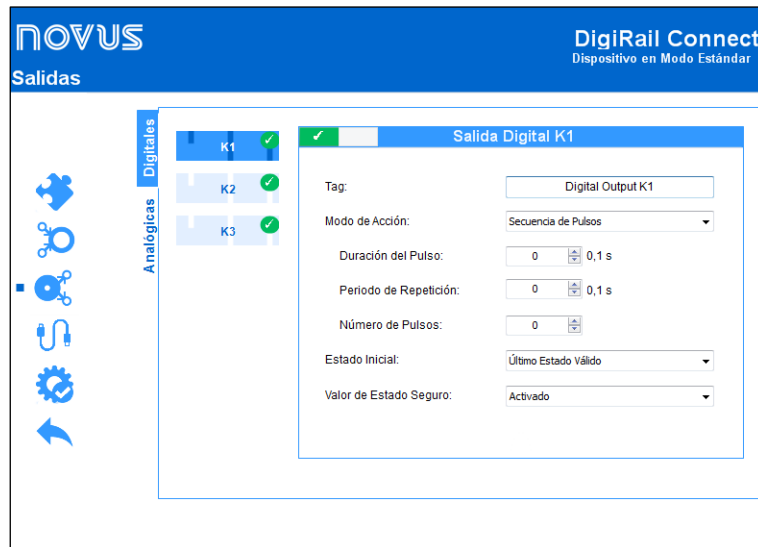 novus
DigiRail Connect
Dispositivo en Modo Estándar
Salidas
Digitales
Analógicas
K1
K2
K3
Salida Digital K1
Tag: Digital Output K1
Modo de Acción: Secuencia de Pulsos
Duración del Pulso: 0 0,1 s
Periodo de Repetición: 0 0,1 s
Número de Pulsos: 0
Estado Inicial: Último Estado Válido
Valor de Estado Seguro: Activado